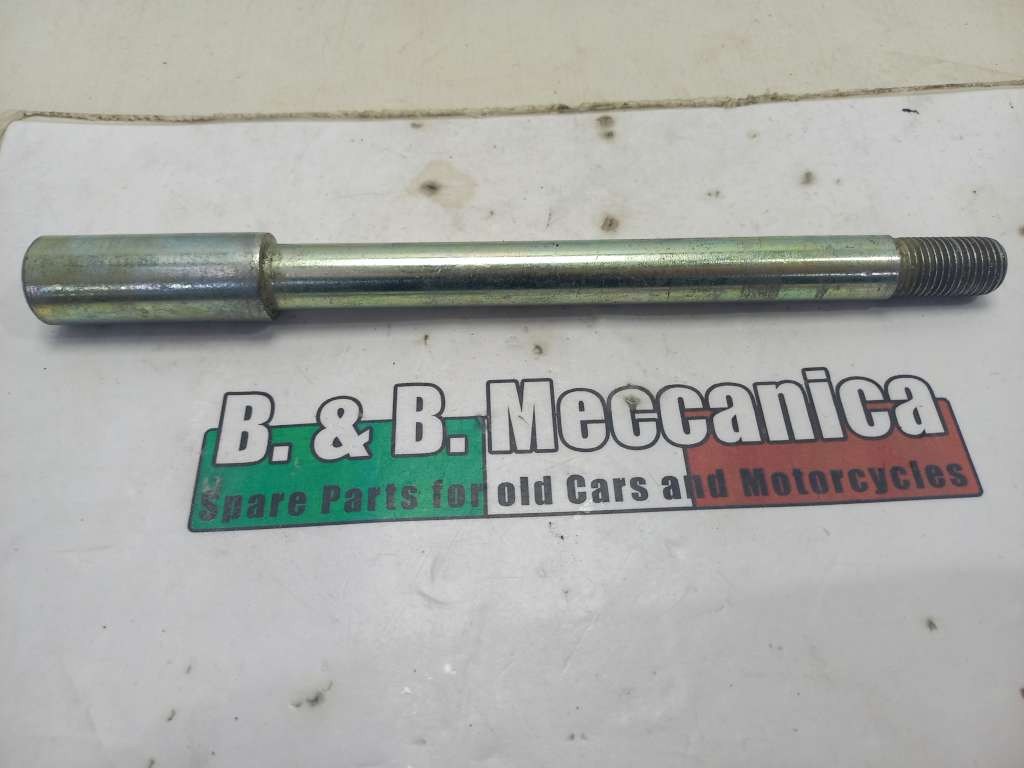 B. & B. Meccanica
Spare Parts for old Cars and Motorcycles